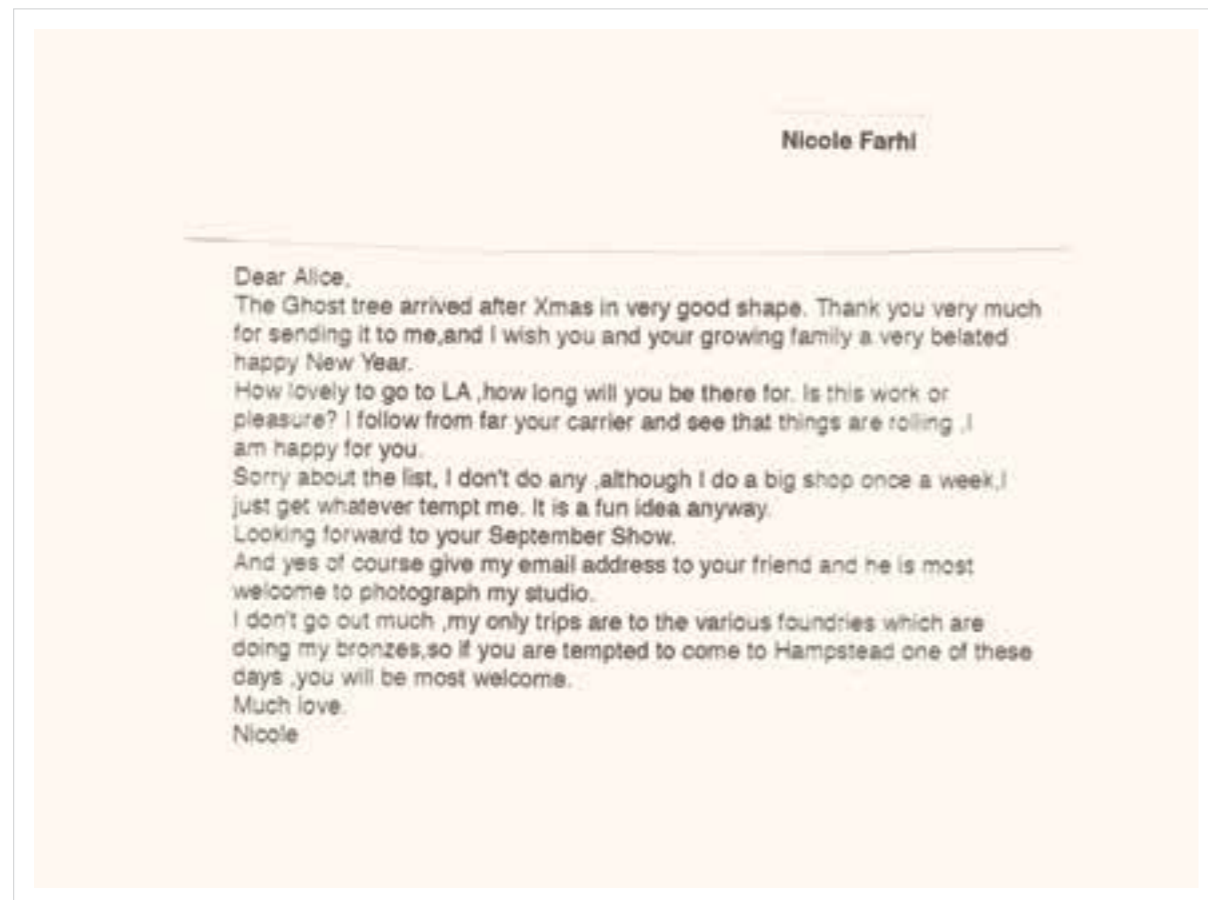 Nicole Farhi
Dear Alice,
The Ghost tree arrived after Xmas in very good shape. Thank you very much
for sending it to me,and I wish you and your growing family a very belated
happy New Year.
How lovely to go to LA ,how long will you be there for. Is this work or
pleasure? I follow from far your carrier and see that things are rolling ,I
am happy for you.
Sorry about the list, I don't do any ,although I do a big shop once a week,I
just get whatever tempt me. It is a fun idea anyway.
Looking forward to your September Show.
And yes of course give my email address to your friend and he is most
welcome to photograph my studio.
I don't go out much ,my only trips are to the various foundries which are
doing my bronzes,so if you are tempted to come to Hampstead one of these
days ,you will be most welcome.
Much love.
Nicole